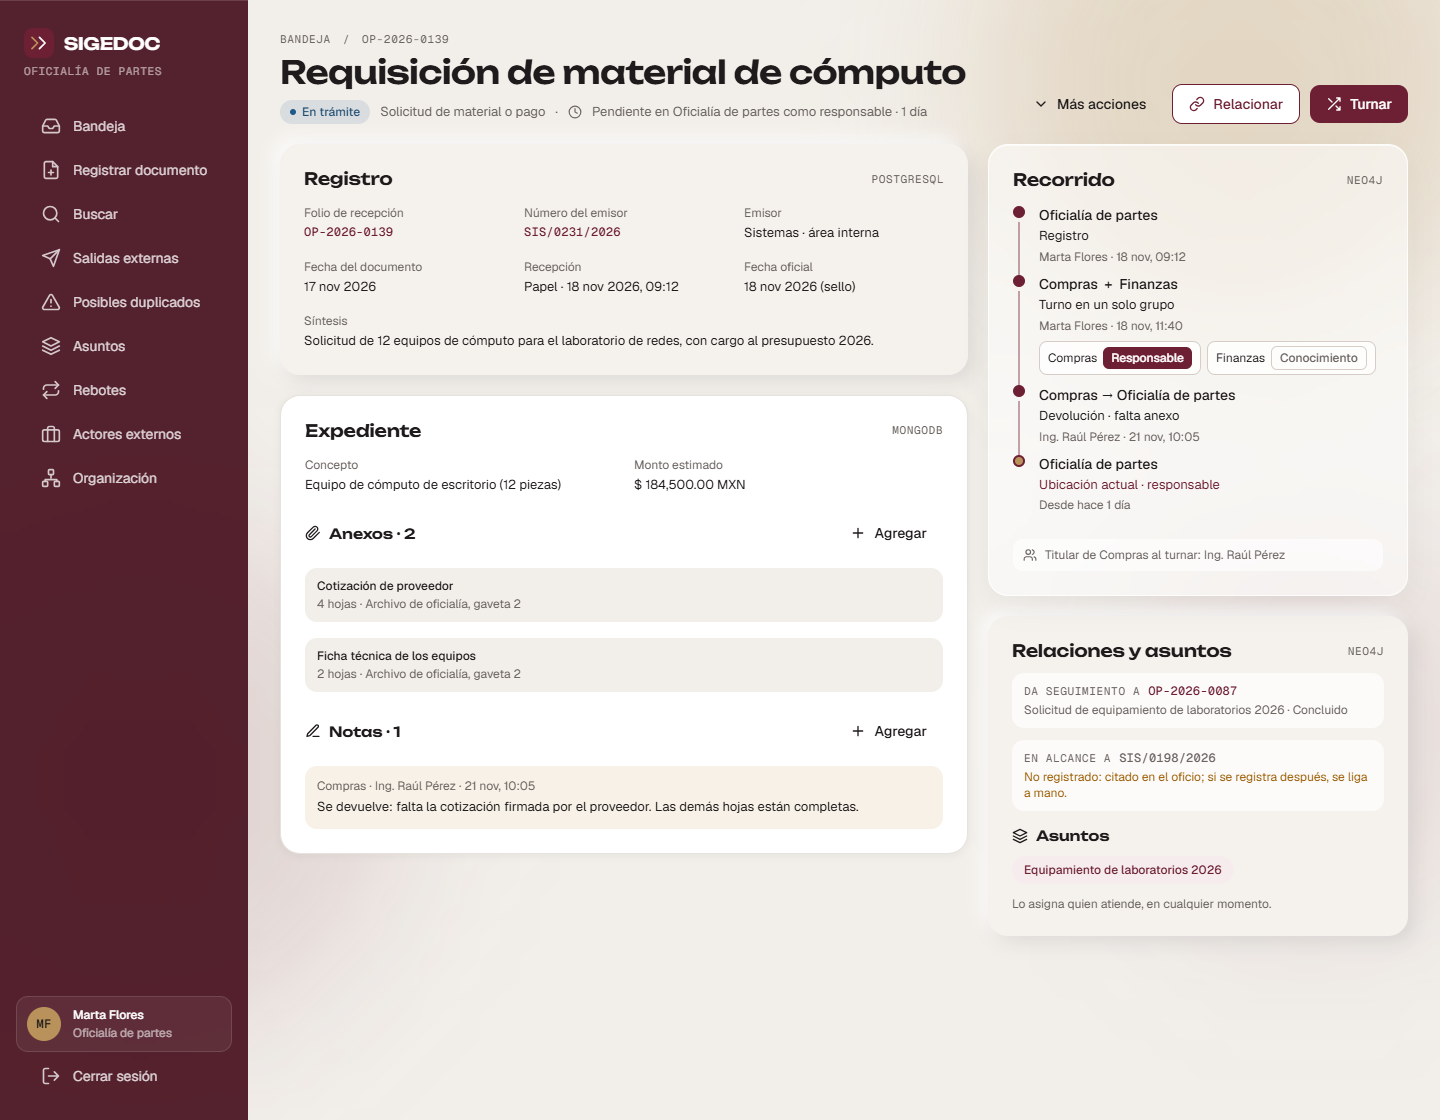 SIGEDOC
OFICIALÍA DE PARTES
Bandeja
Registrar documento
Buscar
Salidas externas
Posibles duplicados
Asuntos
Rebotes
Actores externos
Organización
MF
Marta Flores
Oficialía de partes
Cerrar sesión
BANDEJA / OP-2026-0139
Requisición de material de cómputo
En trámite Solicitud de material o pago · Pendiente en Oficialía de partes como responsable · 1 día
Más acciones
Relacionar
Turnar
Registro
POSTGRESQL
Folio de recepción Número del emisor Emisor
OP-2026-0139 SIS/0231/2026 Sistemas · área interna
Fecha del documento Recepción Fecha oficial
17 nov 2026 Papel · 18 nov 2026, 09:12 18 nov 2026 (sello)
Síntesis
Solicitud de 12 equipos de cómputo para el laboratorio de redes, con cargo al presupuesto 2026.
Expediente
MONGODB
Concepto Monto estimado
Equipo de cómputo de escritorio (12 piezas) $ 184,500.00 MXN
Anexos · 2
Agregar
Cotización de proveedor
4 hojas · Archivo de oficialía, gaveta 2
Ficha técnica de los equipos
2 hojas · Archivo de oficialía, gaveta 2
Notas · 1
Agregar
Compras · Ing. Raúl Pérez · 21 nov, 10:05
Se devuelve: falta la cotización firmada por el proveedor. Las demás hojas están completas.
Recorrido
NEO4J
Oficialía de partes
Registro
Marta Flores · 18 nov, 09:12
Compras + Finanzas
Turno en un solo grupo
Marta Flores · 18 nov, 11:40
Compras Responsable Finanzas Conocimiento
Compras → Oficialía de partes
Devolución · falta anexo
Ing. Raúl Pérez · 21 nov, 10:05
Oficialía de partes
Ubicación actual · responsable
Desde hace 1 día
Titular de Compras al turnar: Ing. Raúl Pérez
Relaciones y asuntos
NEO4J
DA SEGUIMIENTO A OP-2026-0087
Solicitud de equipamiento de laboratorios 2026 · Concluido
EN ALCANCE A SIS/0198/2026
No registrado: citado en el oficio; si se registra después, se liga
a mano.
Asuntos
Equipamiento de laboratorios 2026
Lo asigna quien atiende, en cualquier momento.